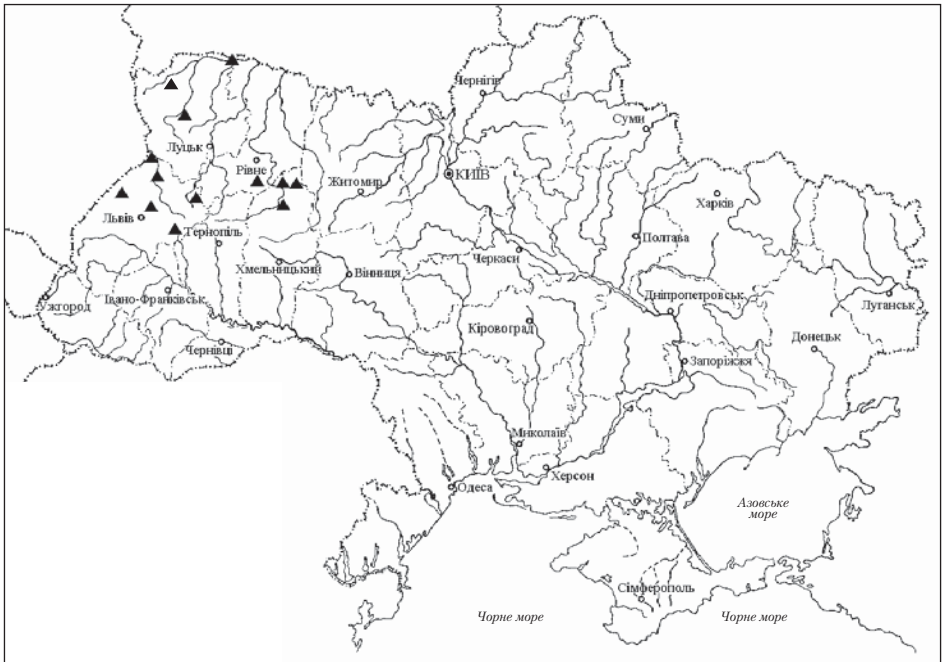 Чернігів
Суми
Луцьк
Рівне
КИЇВ
Житомир
Харків
Львів
Тернопіль
Полтава
Черкаси
Хмельницький
Вінниця
Ужгород
Івано-Франківськ
Дніпропетровськ
Луганськ
Кіровоград
Донецьк
Чернівці
Запоріжжя
Миколаїв
Херсон
Одеса
Азовське
море
Сімферополь
Чорне море
Чорне море